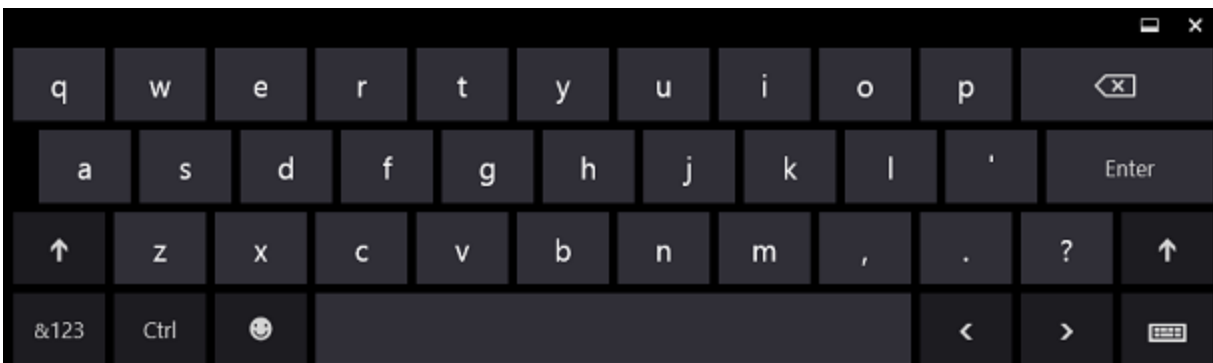 q w e r t y u i o p
a s d f g h j k l ' Enter
z x c v b n m , . ?
&123 Ctrl < >